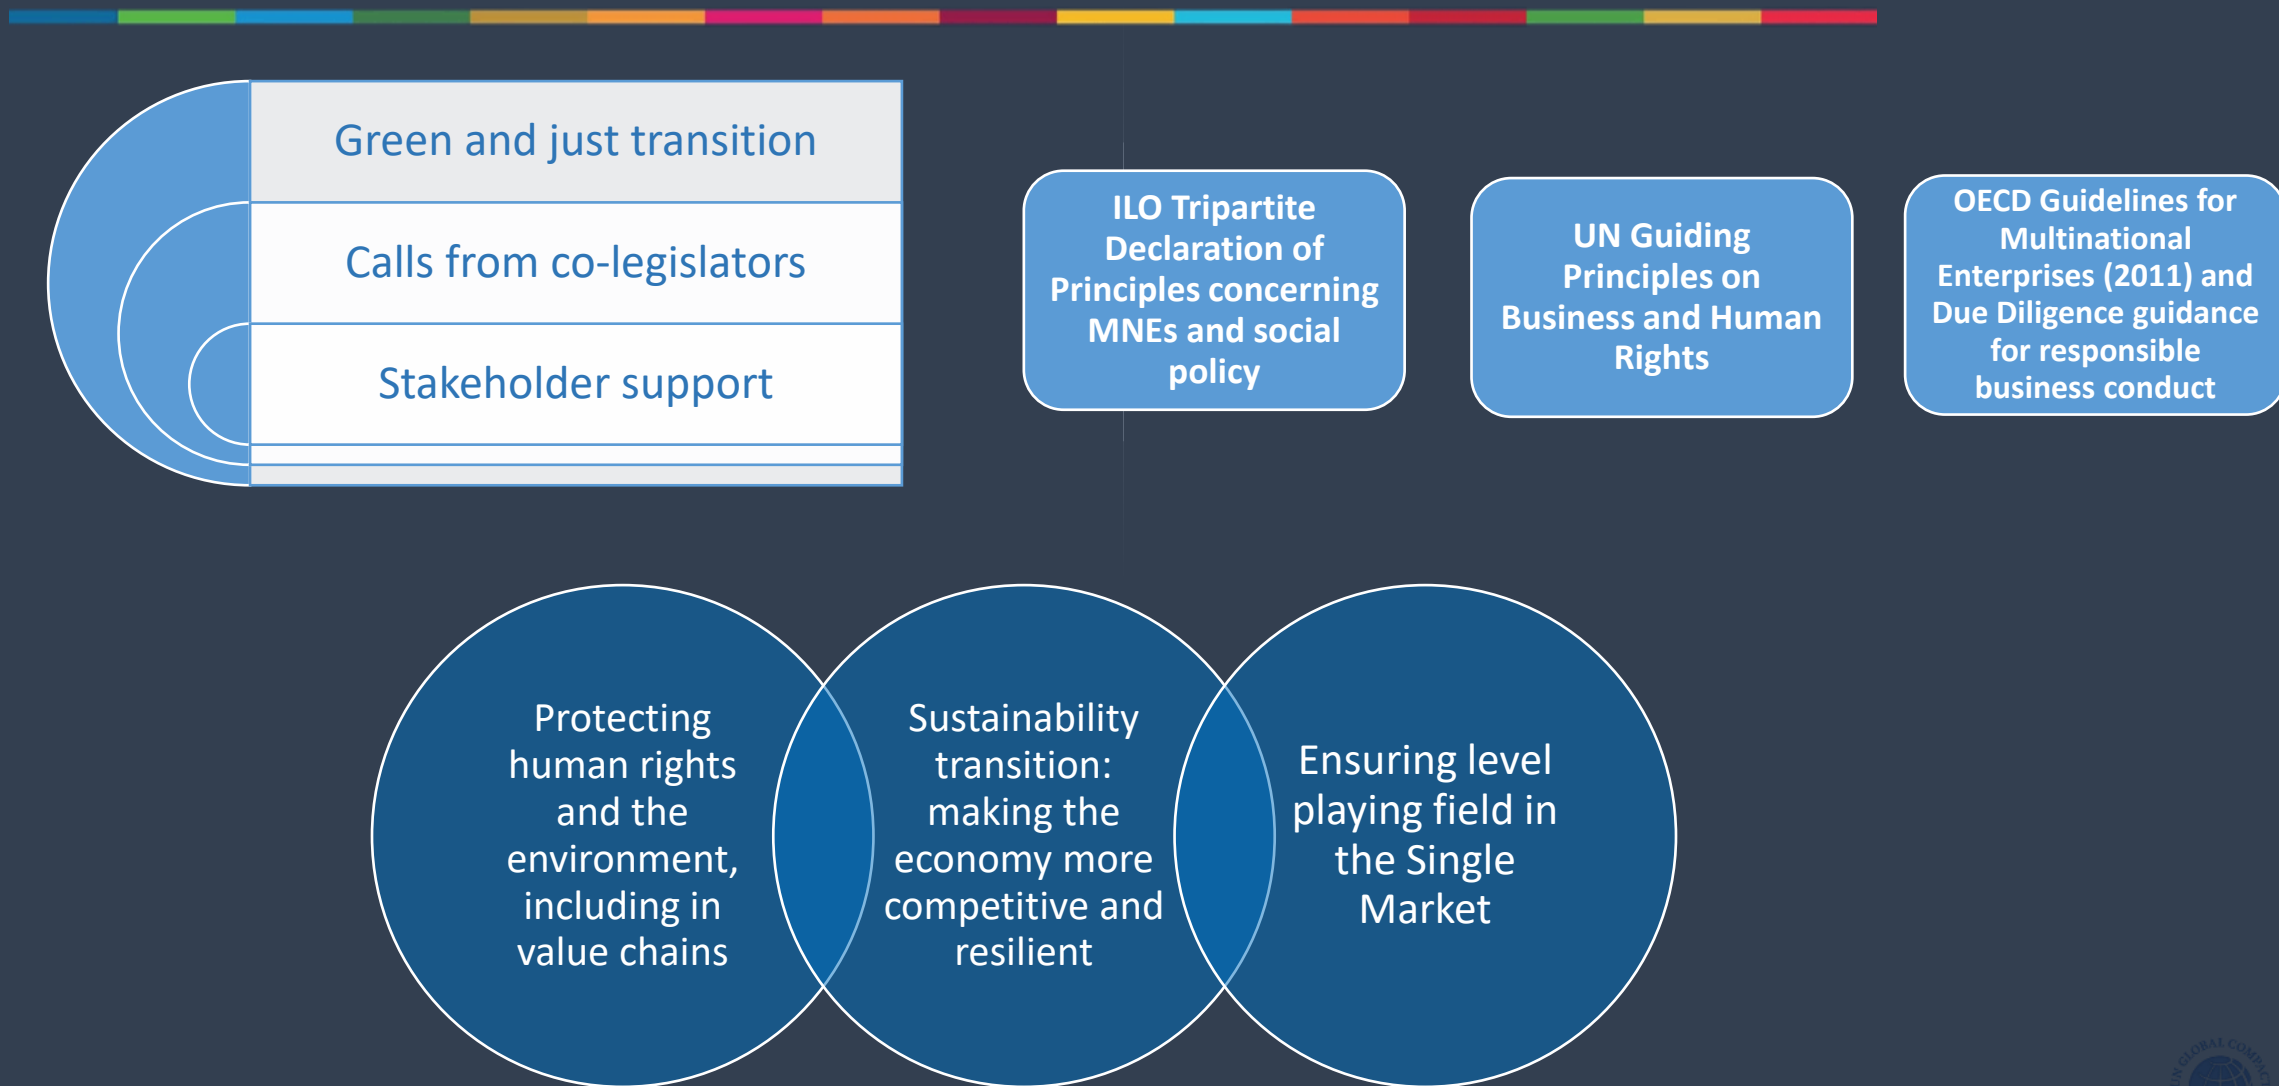 Green and just transition
Calls from co-legislators
Stakeholder support
ILO Tripartite
Declaration of
Principles concerning
MNEs and social
policy
UN Guiding
Principles on
Business and Human
Rights
OECD Guidelines for
Multinational
Enterprises (2011) and
Due Diligence guidance
for responsible
business conduct
Protecting
human rights
and the
environment,
including in
value chains
Sustainability
transition:
making the
economy more
competitive and
resilient
Ensuring level
playing field in
the Single
Market
UN GLOBAL COMPACT